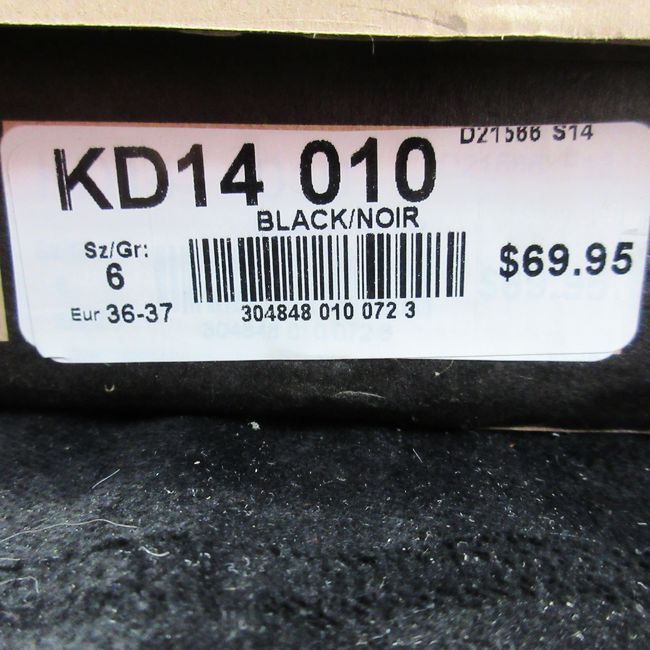 D21566 S14
KD14 010
BLACK/NOIR
Sz/Gr:
6
Eur 36-37
304848 010 072 3
$69.95